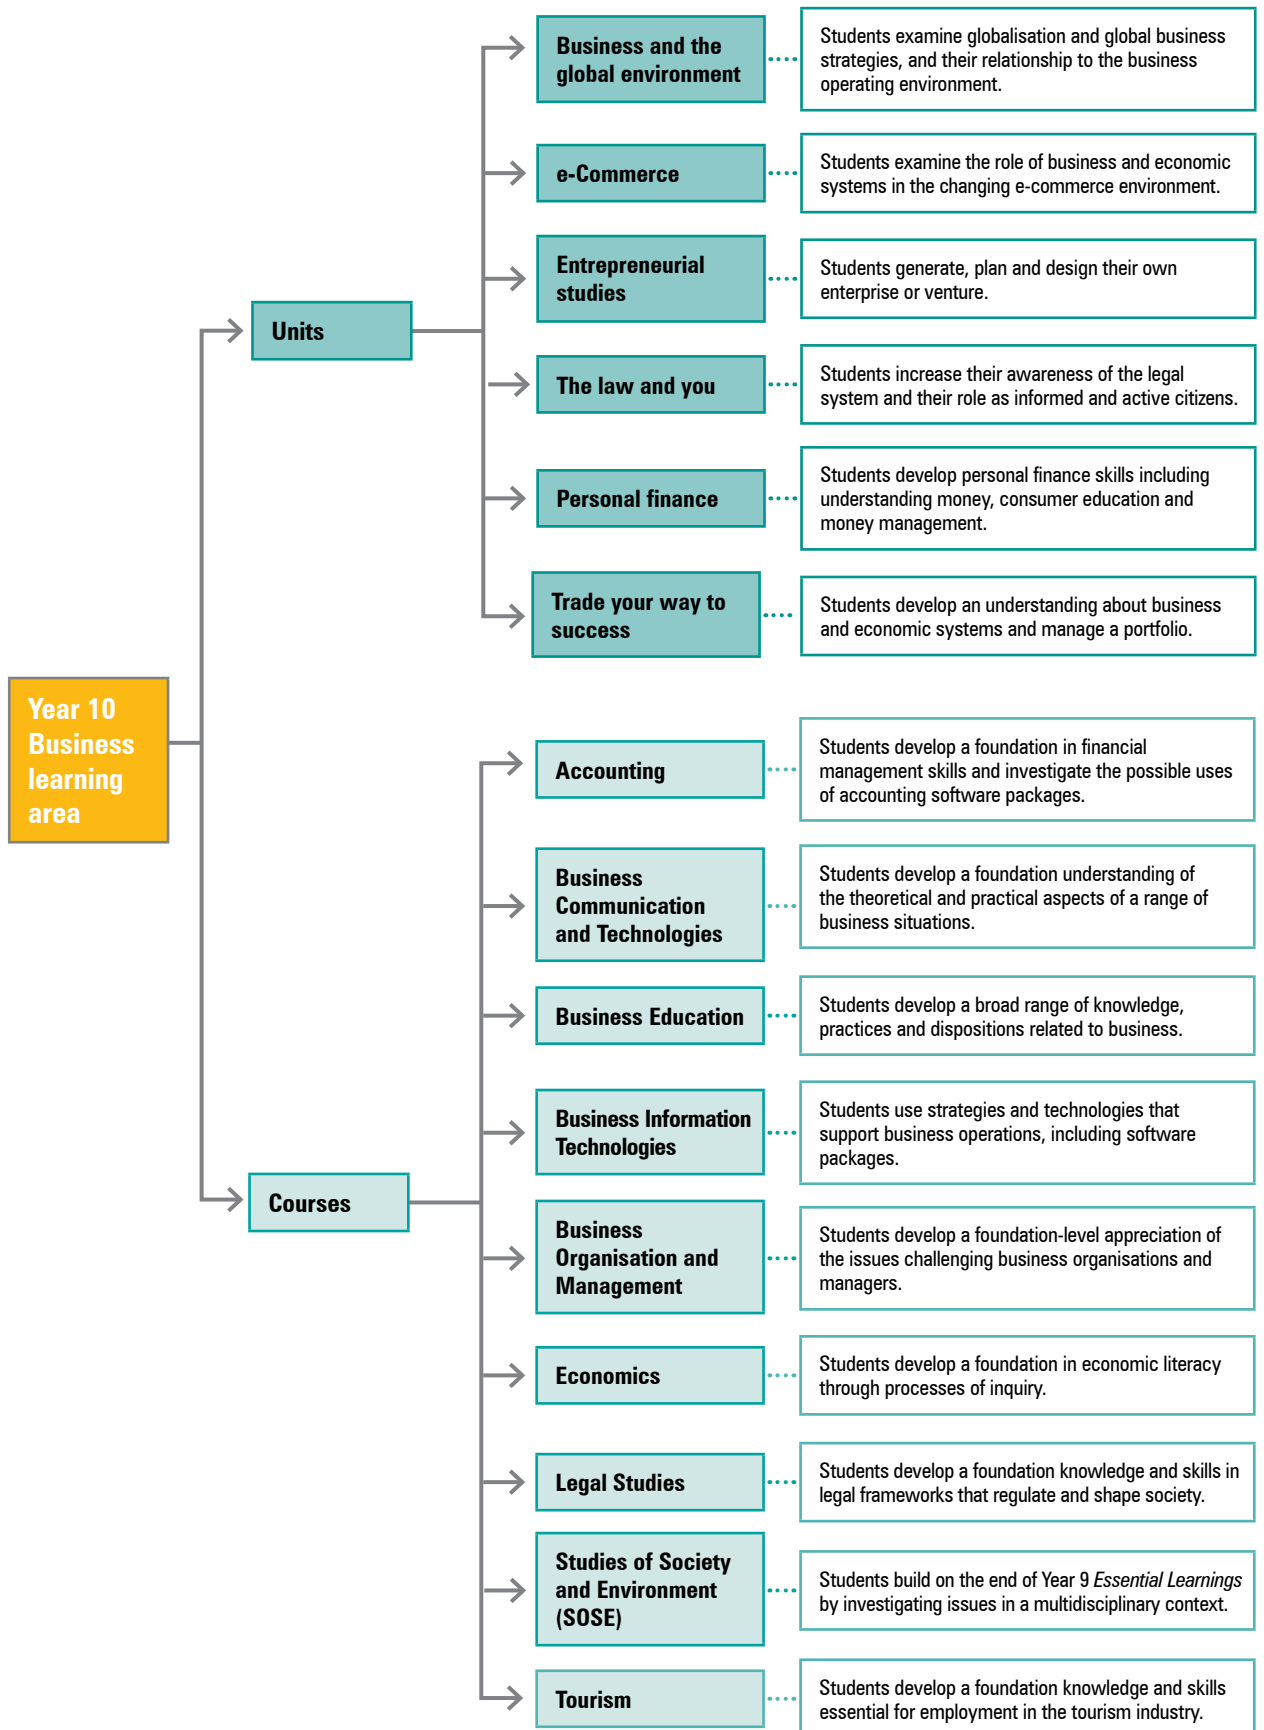 Year 10
Business
learning
area
Units
Business and the
global environment
Students examine globalisation and global business
strategies, and their relationship to the business
operating environment.
e-Commerce
Students examine the role of business and economic
systems in the changing e-commerce environment.
Entrepreneurial
studies
Students generate, plan and design their own
enterprise or venture.
The law and you
Students increase their awareness of the legal
system and their role as informed and active citizens.
Personal finance
Students develop personal finance skills including
understanding money, consumer education and
money management.
Trade your way to
success
Students develop an understanding about business
and economic systems and manage a portfolio.
Courses
Accounting
Students develop a foundation in financial
management skills and investigate the possible uses
of accounting software packages.
Business
Communication
and Technologies
Students develop a foundation understanding of
the theoretical and practical aspects of a range of
business situations.
Business Education
Students develop a broad range of knowledge,
practices and dispositions related to business.
Business Information
Technologies
Students use strategies and technologies that
support business operations, including software
packages.
Business
Organisation and
Management
Students develop a foundation-level appreciation of
the issues challenging business organisations and
managers.
Economics
Students develop a foundation in economic literacy
through processes of inquiry.
Legal Studies
Students develop a foundation knowledge and skills in
legal frameworks that regulate and shape society.
Studies of Society
and Environment
(SOSE)
Students build on the end of Year 9 Essential Learnings
by investigating issues in a multidisciplinary context.
Tourism
Students develop a foundation knowledge and skills
essential for employment in the tourism industry.